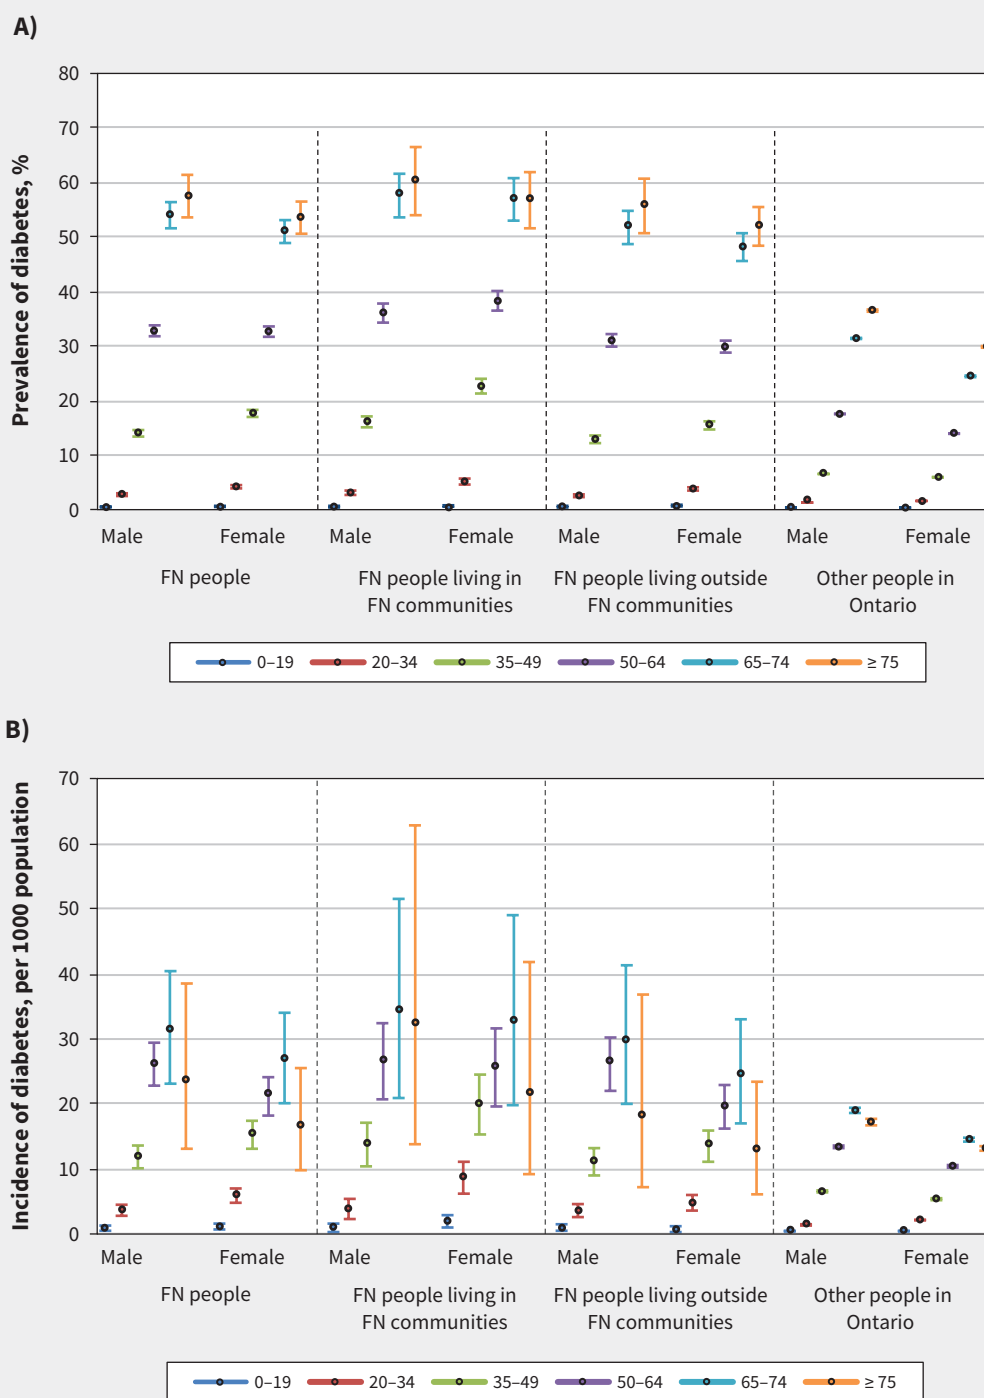 A)
Prevalence of diabetes, %
80
70
60
50
40
30
20
10
0
Male Female Male Female Male Female Male Female
FN people
FN people living in
FN communities
FN people living outside
FN communities
Other people in
Ontario
0–19 20–34 35–49 50–64 65–74 ≥ 75
B)
Incidence of diabetes, per 1000 population
70
60
50
40
30
20
10
0
Male Female Male Female Male Female Male Female
FN people
FN people living in
FN communities
FN people living outside
FN communities
Other people in
Ontario
0–19 20–34 35–49 50–64 65–74 ≥ 75